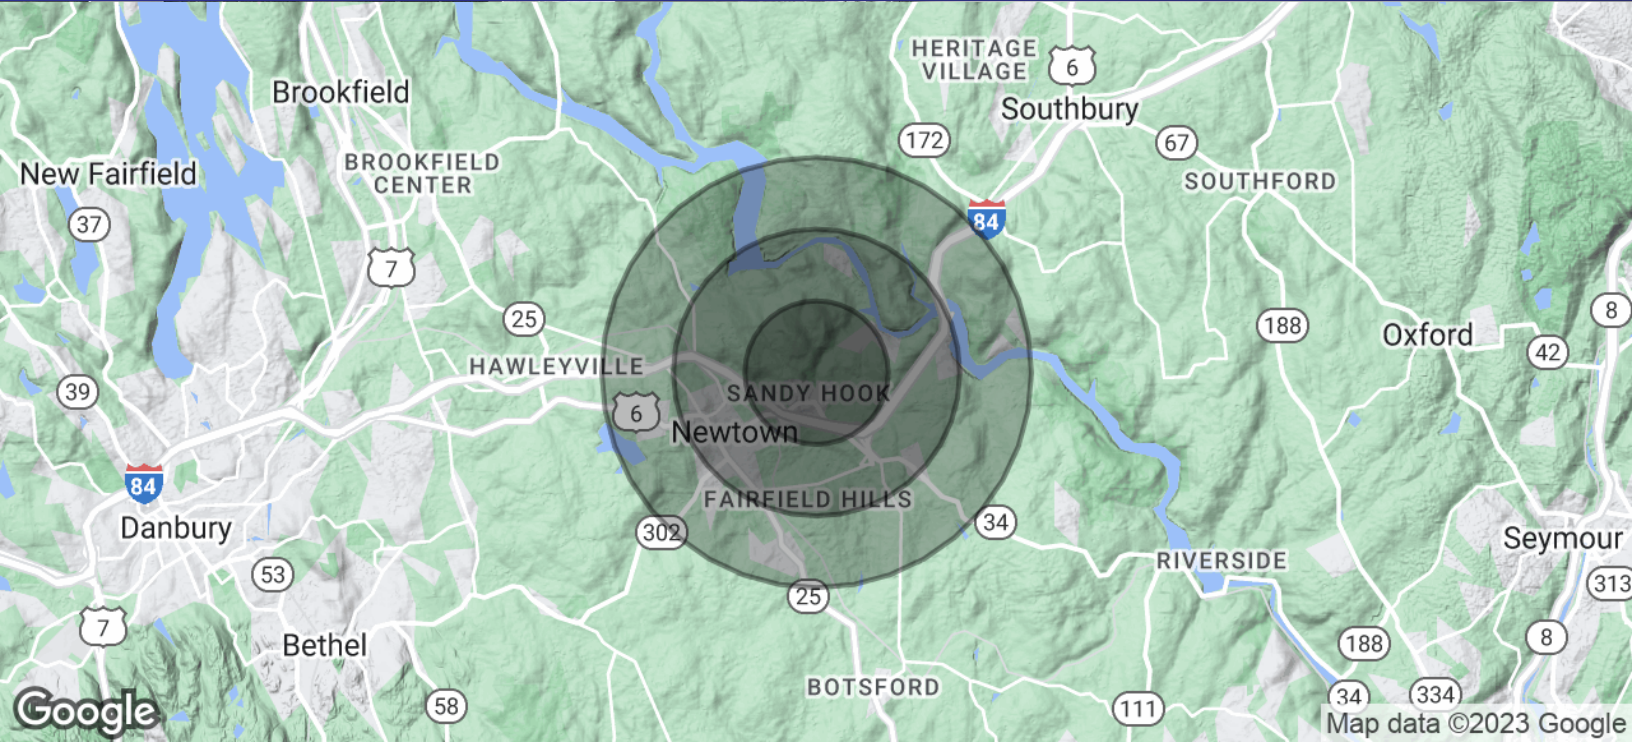 HERITAGE
VILLAGE
6
Brookfield
Southbury
172
67
BROOKFIELD
CENTER
New Fairfield
SOUTHFORD
37
84
7
8
25
188
Oxford
42
HAWLEYVILLE
39
SANDY HOOK
6
Newtown
84
FAIRFIELD HILLS
Danbury
34
302
Seymour
RIVERSIDE
53
313
25
7
8
188
Bethel
BOTSFORD
34
334
58
111
Google
Map data ©2023 Google